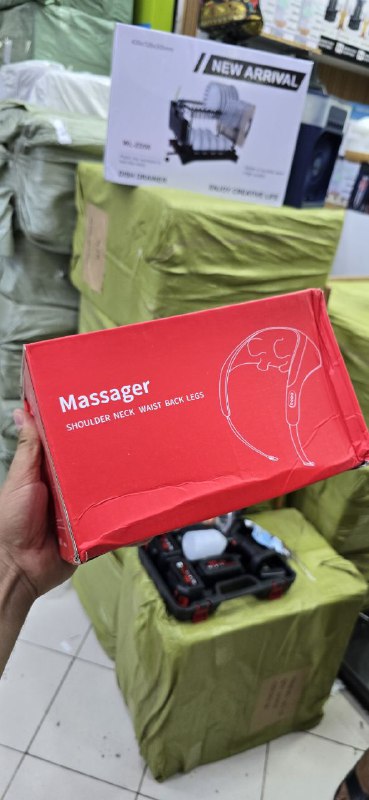 NEW ARRIVAL
DISH DRAINER
ENJOY CREATIVE LIFE
Massager
SHOULDER NECK WAIST BACK LEGS